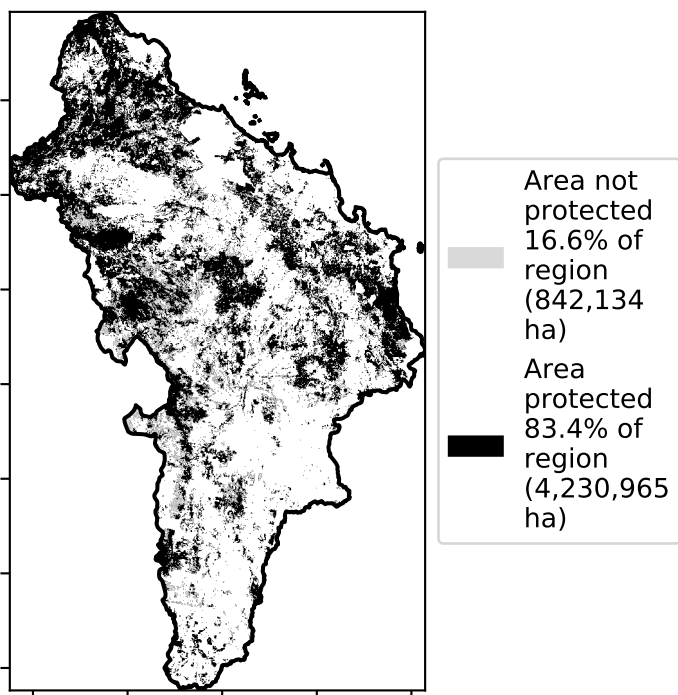 Area not
protected
16.6% of
region
(842,134
ha)
Area
protected
83.4% of
region
(4,230,965
ha)